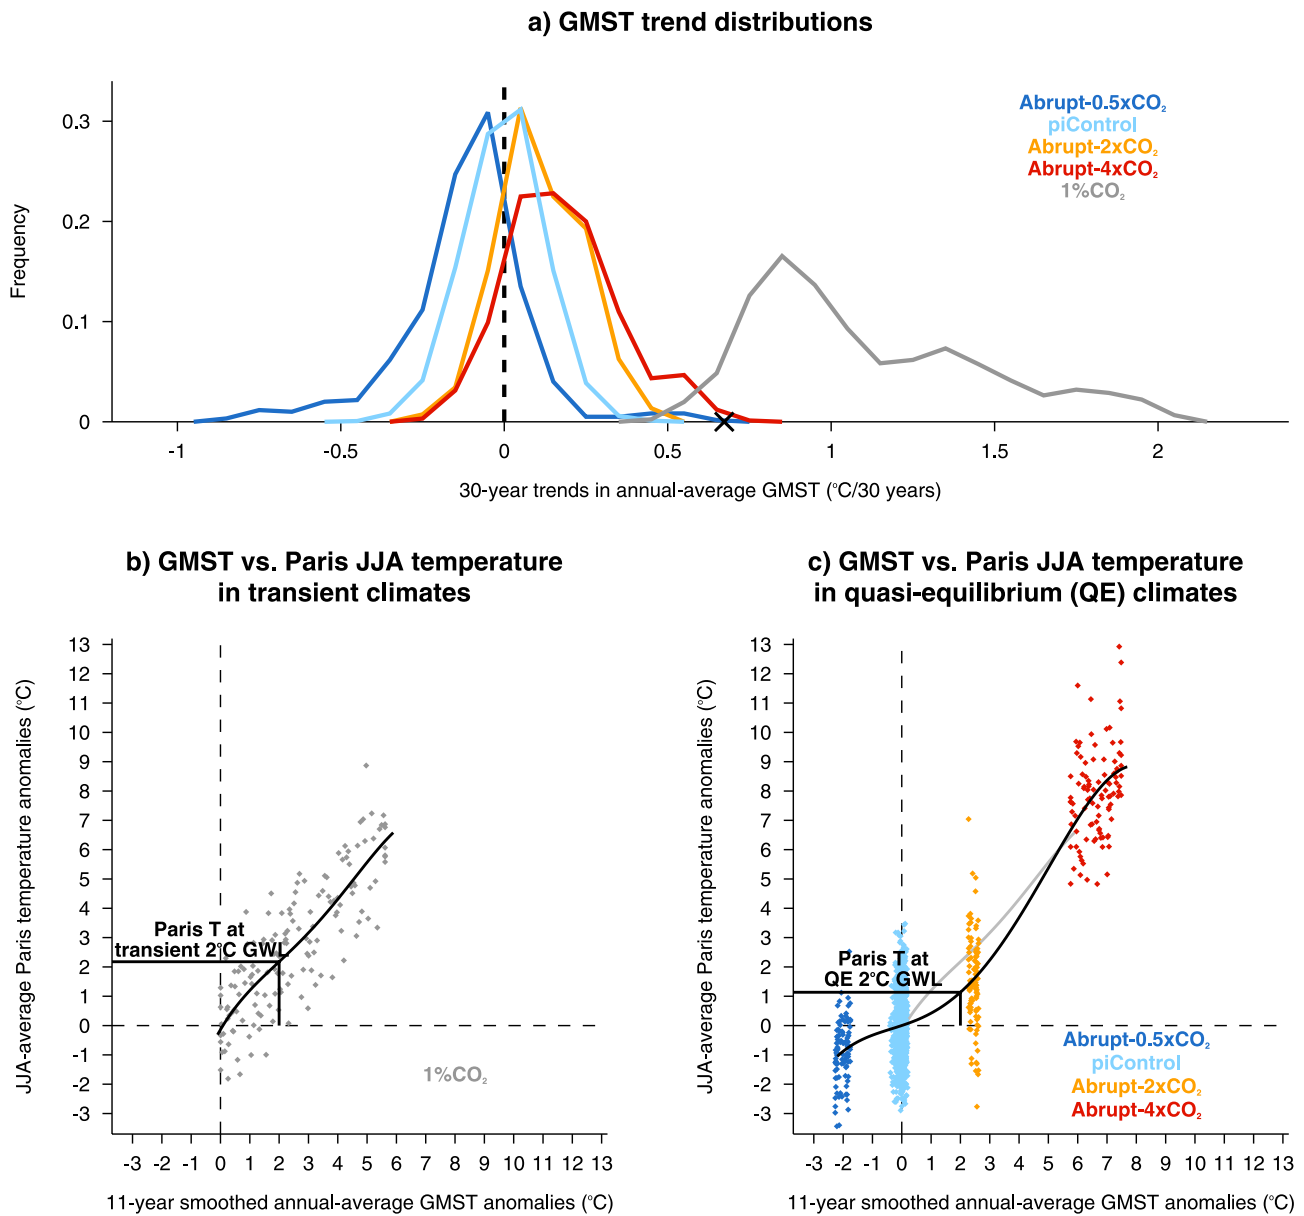 a) GMST trend distributions
Frequency
0.3
0.2
0.1
0
Abrupt-0.5xCO₂
piControl
Abrupt-2xCO₂
Abrupt-4xCO₂
1%CO₂
-1 -0.5 0 0.5 1 1.5 2
30-year trends in annual-average GMST (°C/30 years)
b) GMST vs. Paris JJA temperature
in transient climates
JJA-average Paris temperature anomalies (°C)
13
12
11
10
9
8
7
6
5
4
3
2
1
0
-1
-2
-3
Paris T at
transient 2°C GWL
1%CO₂
-3 -2 -1 0 1 2 3 4 5 6 7 8 9 10 11 12 13
11-year smoothed annual-average GMST anomalies (°C)
c) GMST vs. Paris JJA temperature
in quasi-equilibrium (QE) climates
JJA-average Paris temperature anomalies (°C)
13
12
11
10
9
8
7
6
5
4
3
2
1
0
-1
-2
-3
Paris T at
QE 2°C GWL
Abrupt-0.5xCO₂
piControl
Abrupt-2xCO₂
Abrupt-4xCO₂
-3 -2 -1 0 1 2 3 4 5 6 7 8 9 10 11 12 13
11-year smoothed annual-average GMST anomalies (°C)